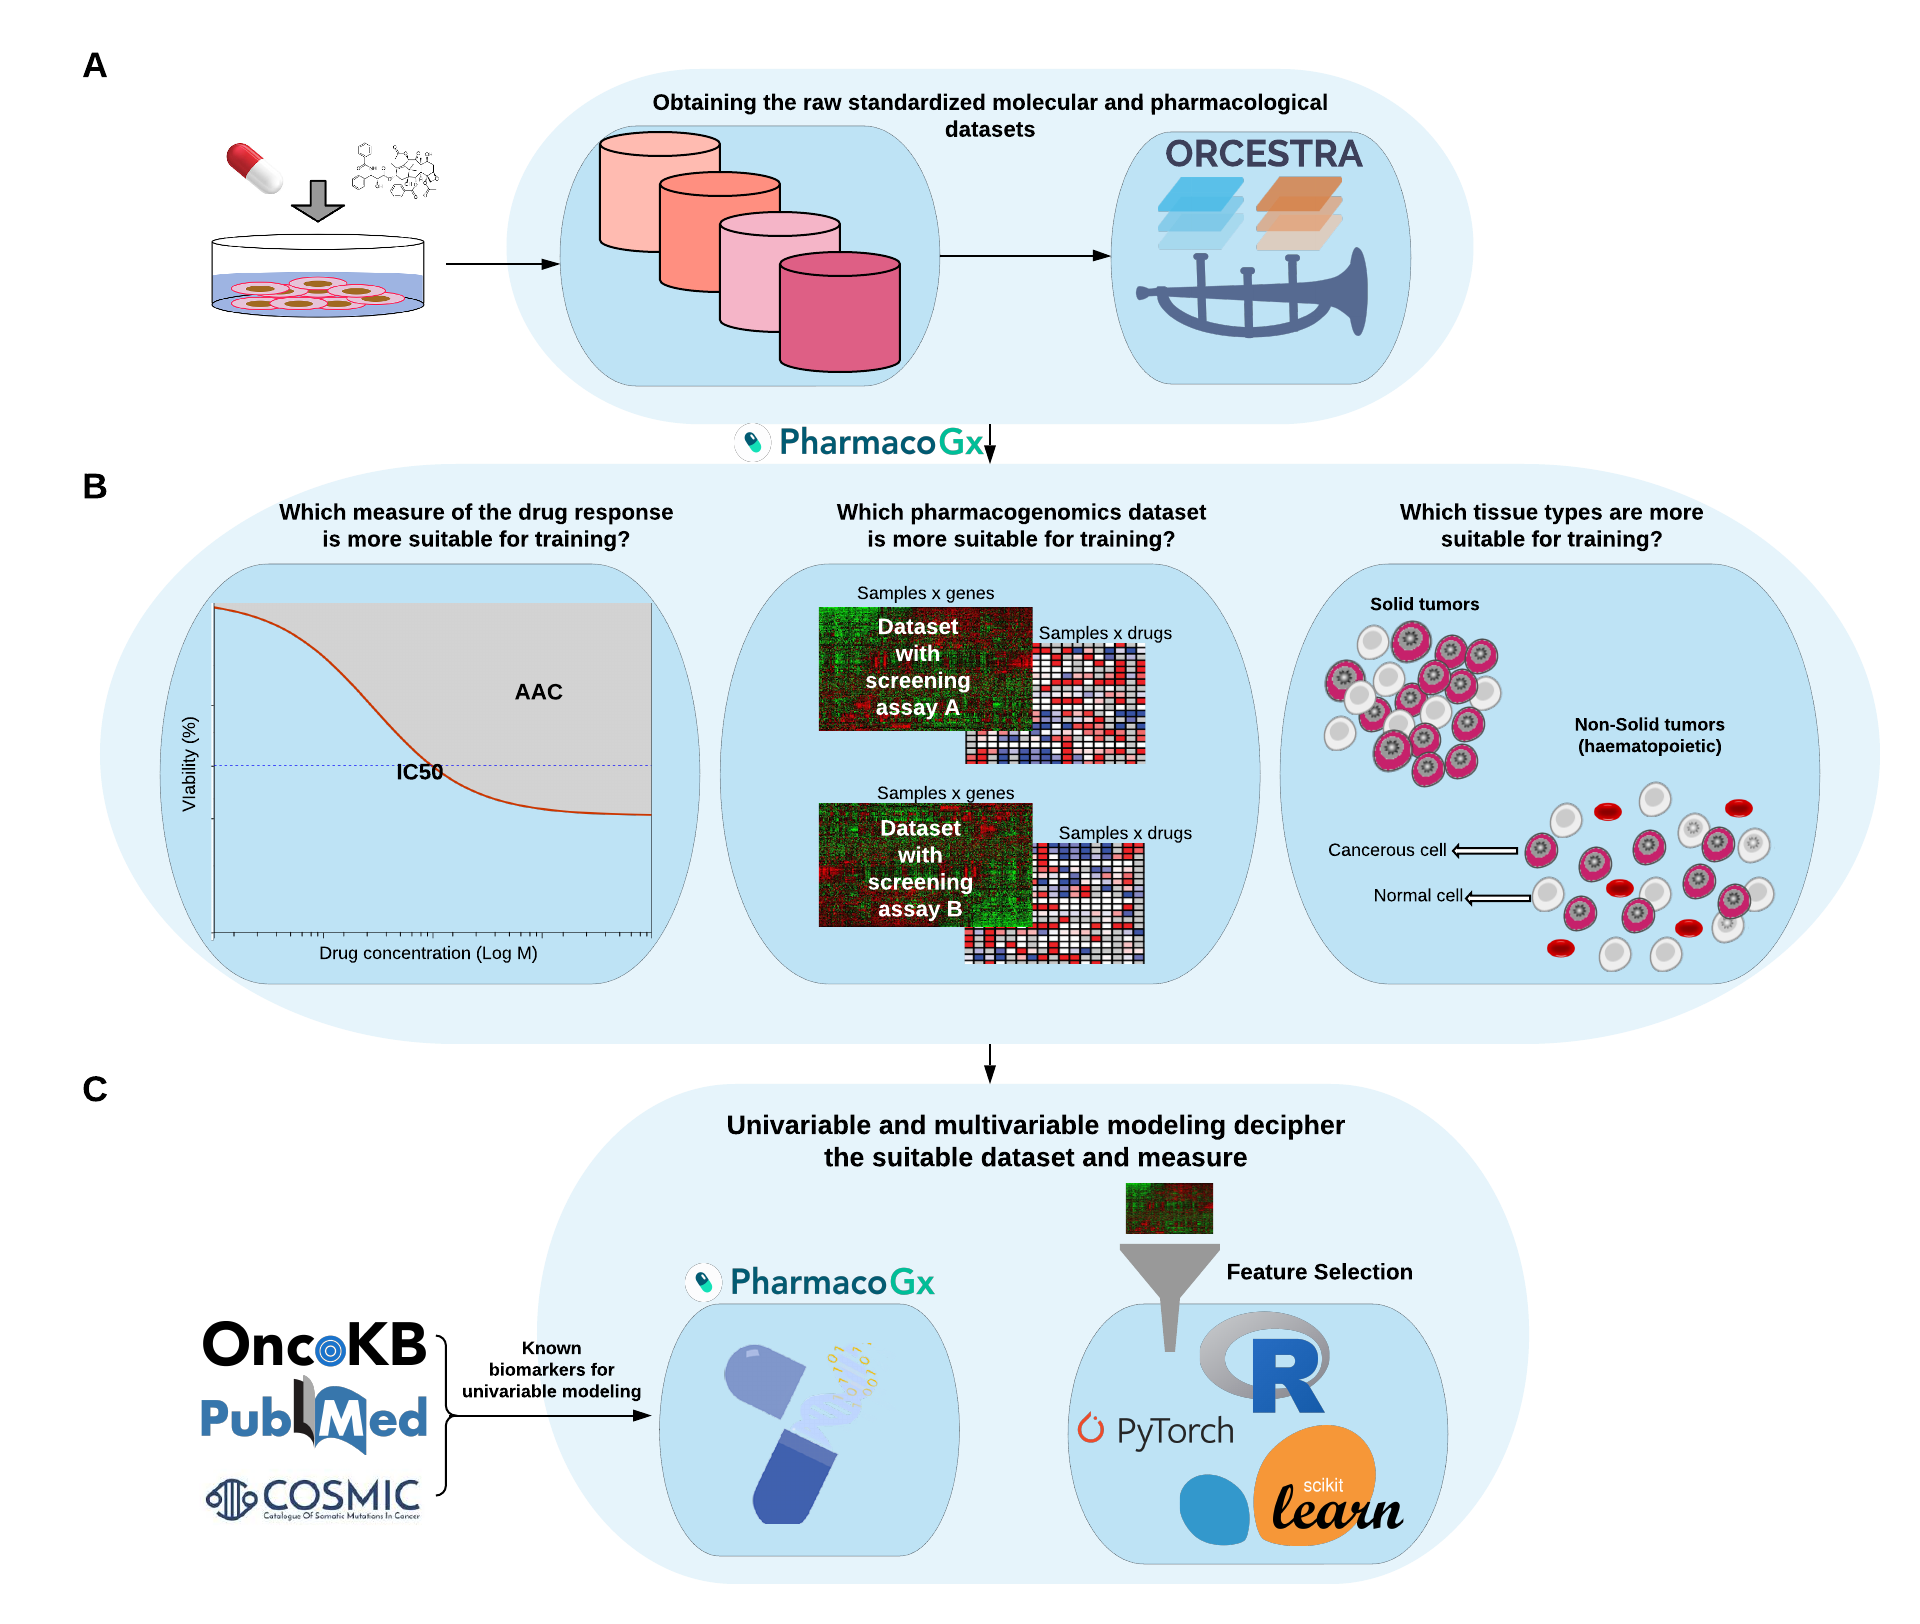 A
Obtaining the raw standardized molecular and pharmacological
datasets
ORCESTRA
PharmacoGx
B
Which measure of the drug response
is more suitable for training?
AAC
IC50
Viability (%)
Drug concentration (Log M)
Which pharmacogenomics dataset
is more suitable for training?
Samples x genes
Dataset
with
screening
assay A
Samples x drugs
Samples x genes
Dataset
with
screening
assay B
Samples x drugs
Which tissue types are more
suitable for training?
Solid tumors
Non-Solid tumors
(haematopoietic)
Cancerous cell
Normal cell
C
Univariable and multivariable modeling decipher
the suitable dataset and measure
OncoKB
PubMed
COSMIC
Catalogue Of Somatic Mutations In Cancer
Known
biomarkers for
univariable modeling
PharmacoGx
Feature Selection
R
PyTorch
scikit
learn